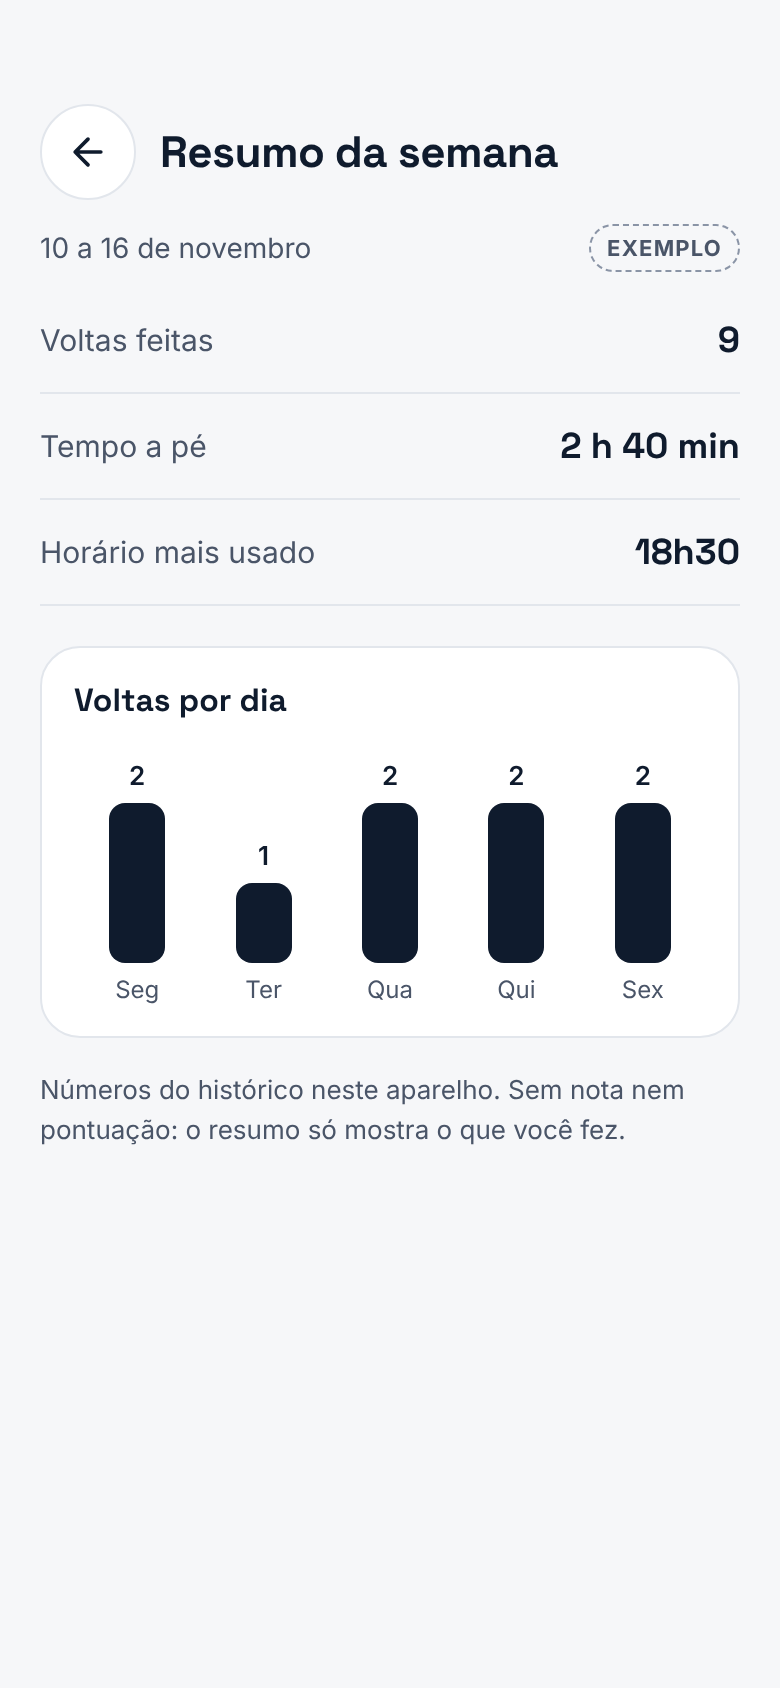 Resumo da semana
10 a 16 de novembro
EXEMPLO
Voltas feitas
9
Tempo a pé
2 h 40 min
Horário mais usado
18h30
Voltas por dia
2
1
2
2
2
Seg
Ter
Qua
Qui
Sex
Números do histórico neste aparelho. Sem nota nem
pontuação: o resumo só mostra o que você fez.